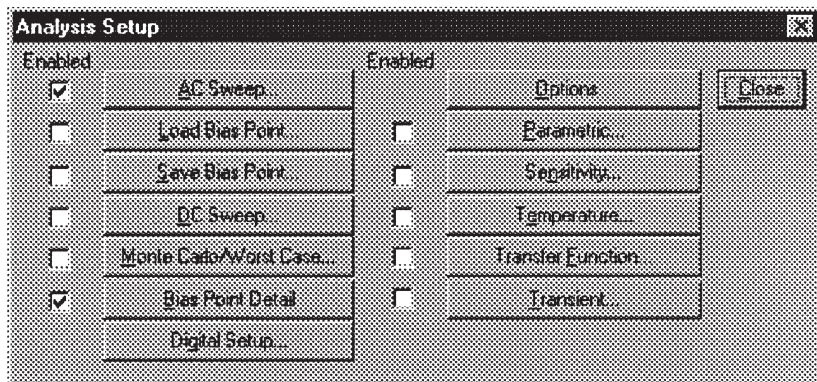 Analysis Setup
Enabled
Enabled
AC Sweep...
Options
Close
Load Bias Point...
Parametric...
Save Bias Point...
Sensitivity...
DC Sweep...
Temperature...
Monte Carlo/Worst Case...
Transfer Function...
Bias Point Detail
Transient...
Digital Setup...